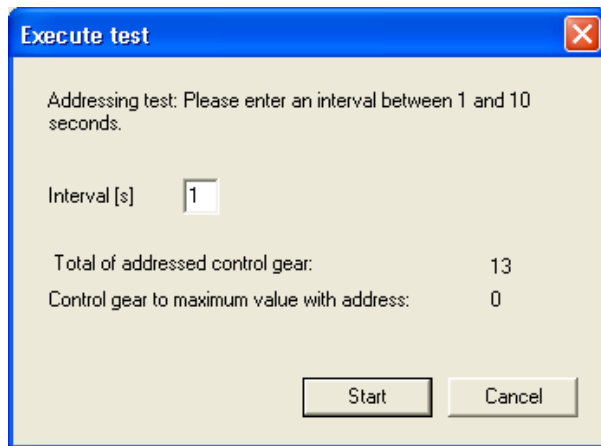 Execute test
Addressing test: Please enter an interval between 1 and 10
seconds.
Interval [s] 1
Total of addressed control gear: 13
Control gear to maximum value with address: 0
Start Cancel